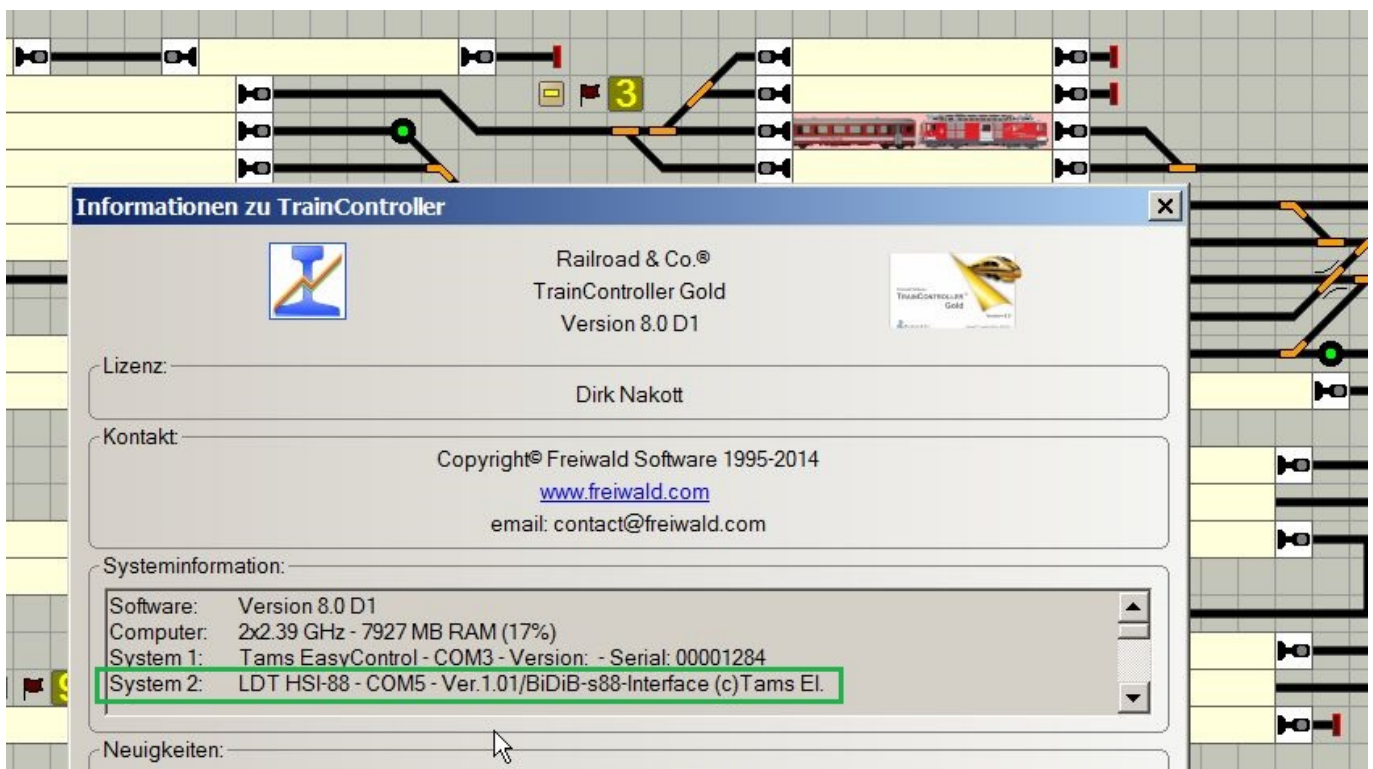 3
Informationen zu TrainController
Railroad & Co.®
TrainController Gold
Version 8.0 D1
TRAINCONTROLLER™
Gold
Lizenz:
Dirk Nakott
Kontakt:
Copyright© Freiwald Software 1995-2014
www.freiwald.com
email: contact@freiwald.com
Systeminformation:
Software: Version 8.0 D1
Computer: 2x2.39 GHz - 7927 MB RAM (17%)
System 1: Tams EasyControl - COM3 - Version: - Serial: 00001284
System 2: LDT HSI-88 - COM5 - Ver.1.01/BiDiB-s88-Interface (c)Tams El.
Neuigkeiten: